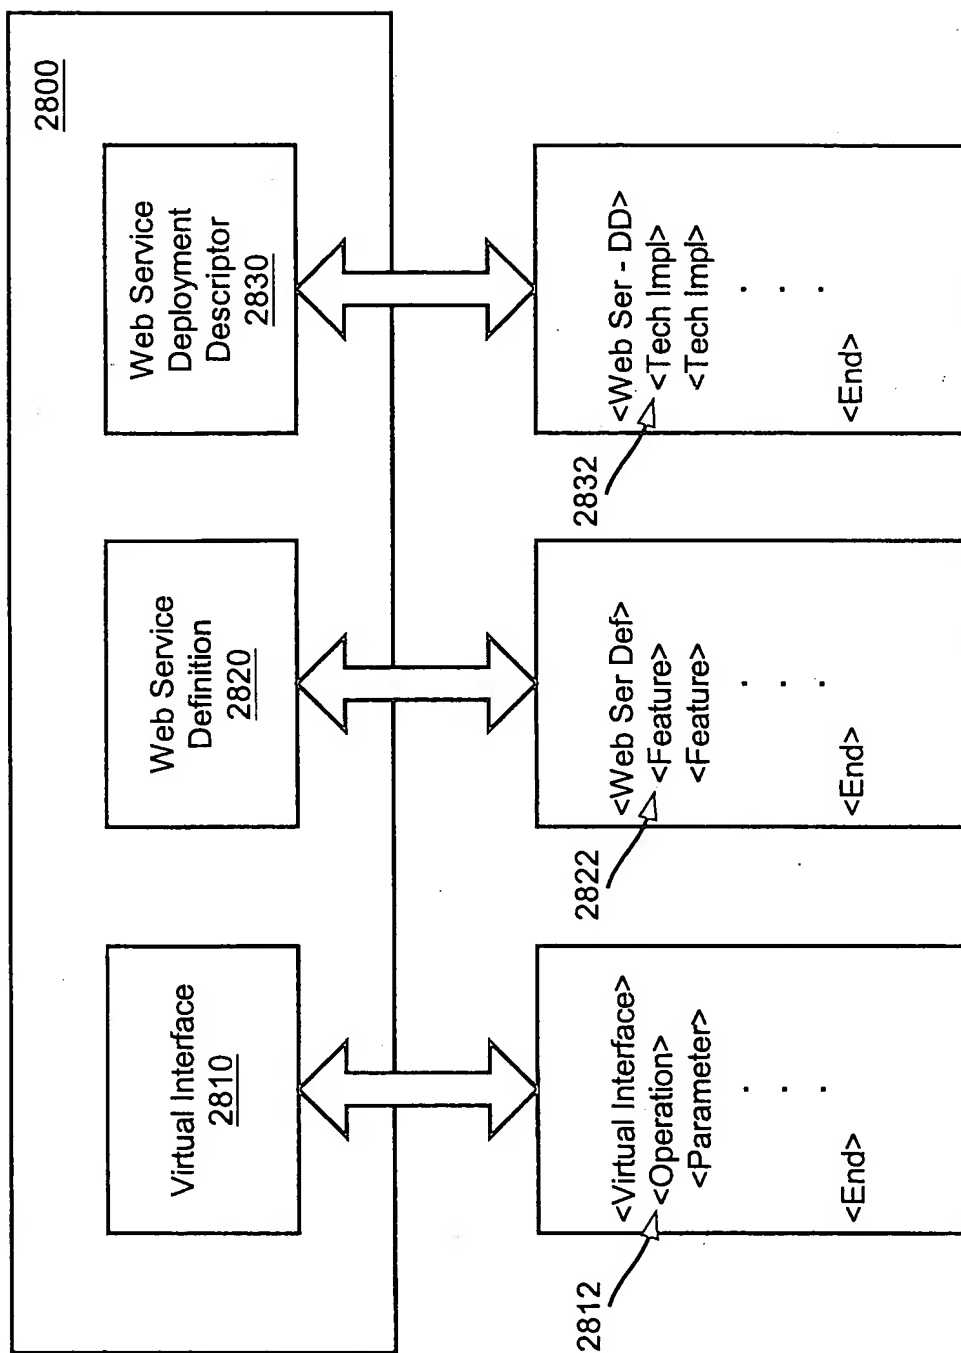 2800
Virtual Interface
2810
Web Service
Definition
2820
Web Service
Deployment
Descriptor
2830
2812
<Virtual Interface>
<Operation>
<Parameter>
. . .
<End>
2822
<Web Ser Def>
<Feature>
<Feature>
. . .
<End>
2832
<Web Ser - DD>
<Tech Impl>
<Tech Impl>
. . .
<End>